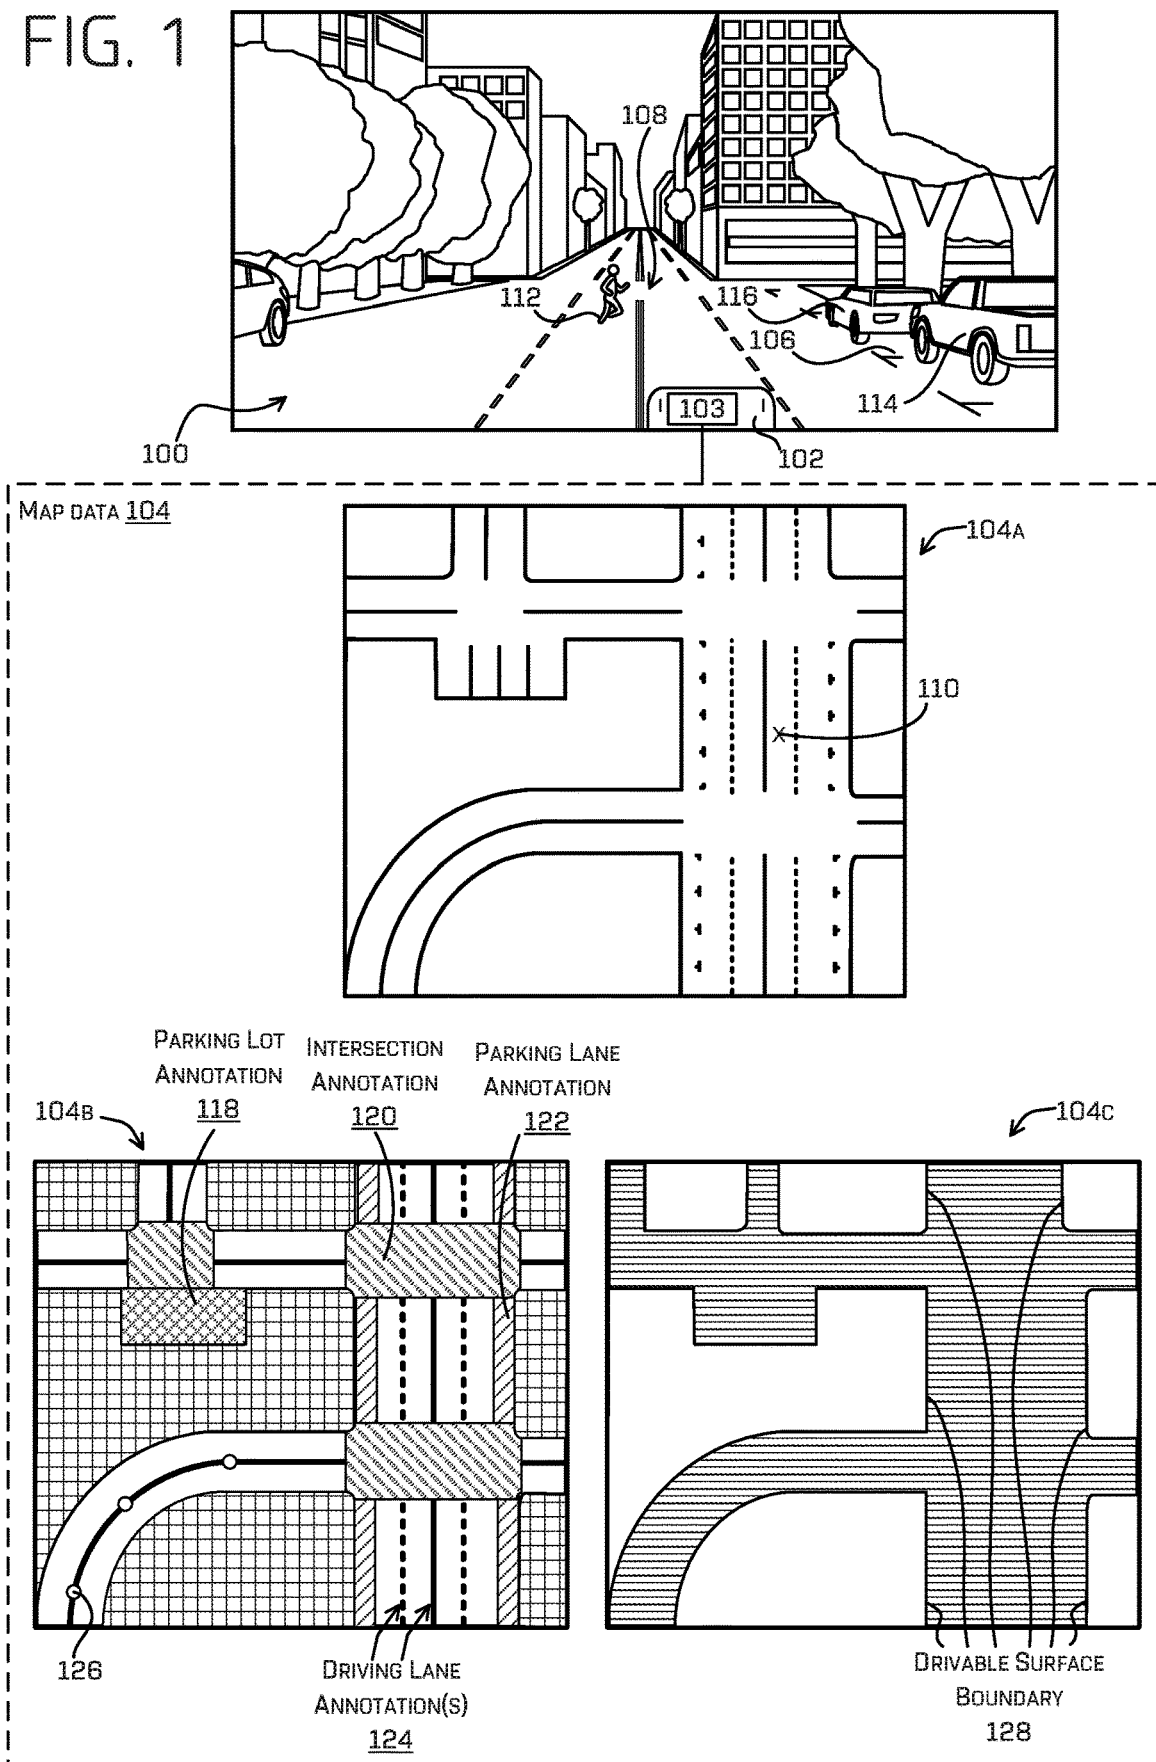 FIG. 1
108
112
116
106
103
114
100
102
MAP DATA 104
104A
110
PARKING LOT
ANNOTATION
118
INTERSECTION
ANNOTATION
120
PARKING LANE
ANNOTATION
122
104B
104C
X
126
DRIVING LANE
ANNOTATION(S)
124
DRIVABLE SURFACE
BOUNDARY
128